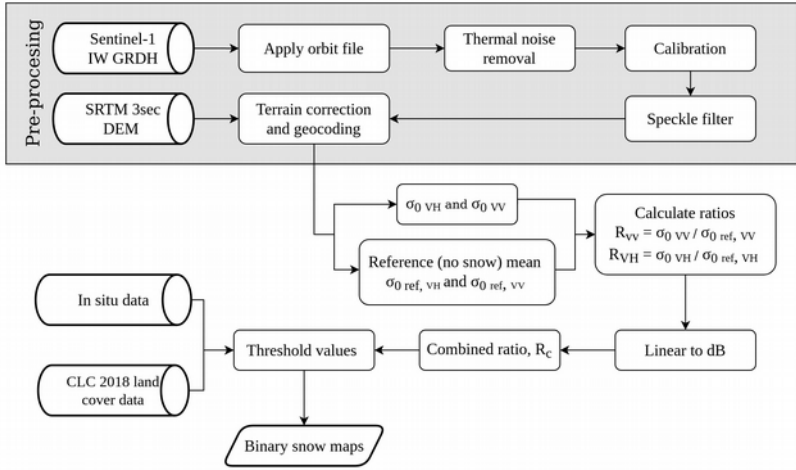 Pre-procesing
Sentinel-1
IW GRDH
Apply orbit file
Thermal noise
removal
Calibration
SRTM 3sec
DEM
Terrain correction
and geocoding
Speckle filter
σ0 VH and σ0 VV
Reference (no snow) mean
σ0 ref, VH and σ0 ref, VV
Calculate ratios
RVV = σ0 VV / σ0 ref, VV
RVH = σ0 VH / σ0 ref, VH
In situ data
CLC 2018 land
cover data
Threshold values
Combined ratio, Rc
Linear to dB
Binary snow maps